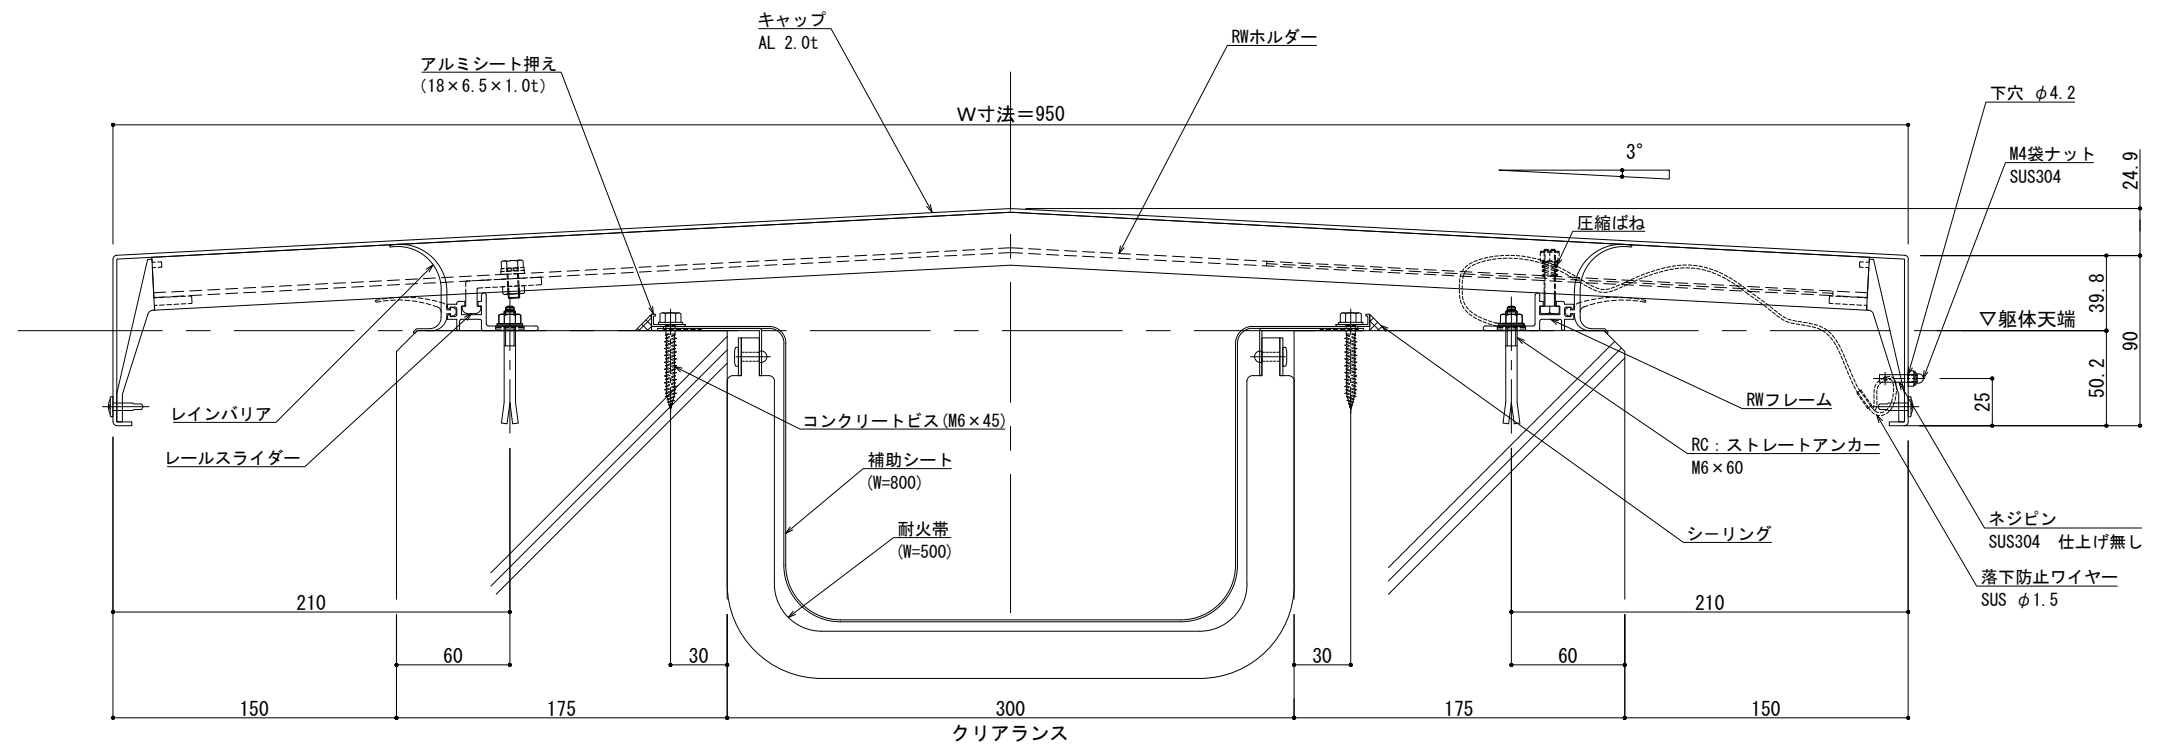 キャップ
AL 2.0t
RWホルダー
アルミシート押え
(18×6.5×1.0t)
下穴 φ4.2
W寸法=950
3°
M4袋ナット
SUS304
24.9
圧縮ばね
39.8
▽躯体天端
90
50.2
25
レインバリア
RWフレーム
コンクリートビス(M6×45)
レールスライダー
RC:ストレートアンカー
M6×60
補助シート
(W=800)
耐火帯
(W=500)
シーリング
ネジピン
SUS304 仕上げ無し
落下防止ワイヤー
SUS φ1.5
210
210
60
30
30
60
150
175
300
175
150
クリアランス